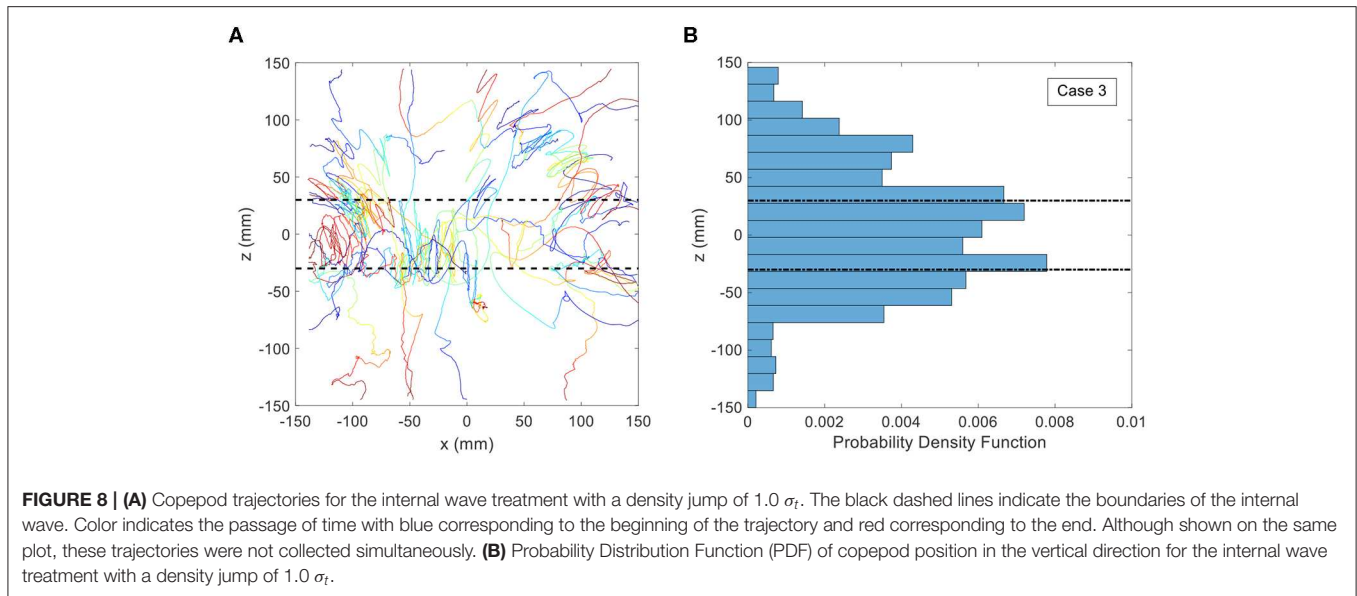 A
B
150
100
50
0
-50
-100
-150
z (mm)
-150
-100
-50
0
50
100
150
x (mm)
150
100
50
0
-50
-100
-150
z (mm)
Case 3
0
0.002
0.004
0.006
0.008
0.01
Probability Density Function
FIGURE 8 | (A) Copepod trajectories for the internal wave treatment with a density jump of 1.0 σt. The black dashed lines indicate the boundaries of the internal
wave. Color indicates the passage of time with blue corresponding to the beginning of the trajectory and red corresponding to the end. Although shown on the same
plot, these trajectories were not collected simultaneously. (B) Probability Distribution Function (PDF) of copepod position in the vertical direction for the internal wave
treatment with a density jump of 1.0 σt.